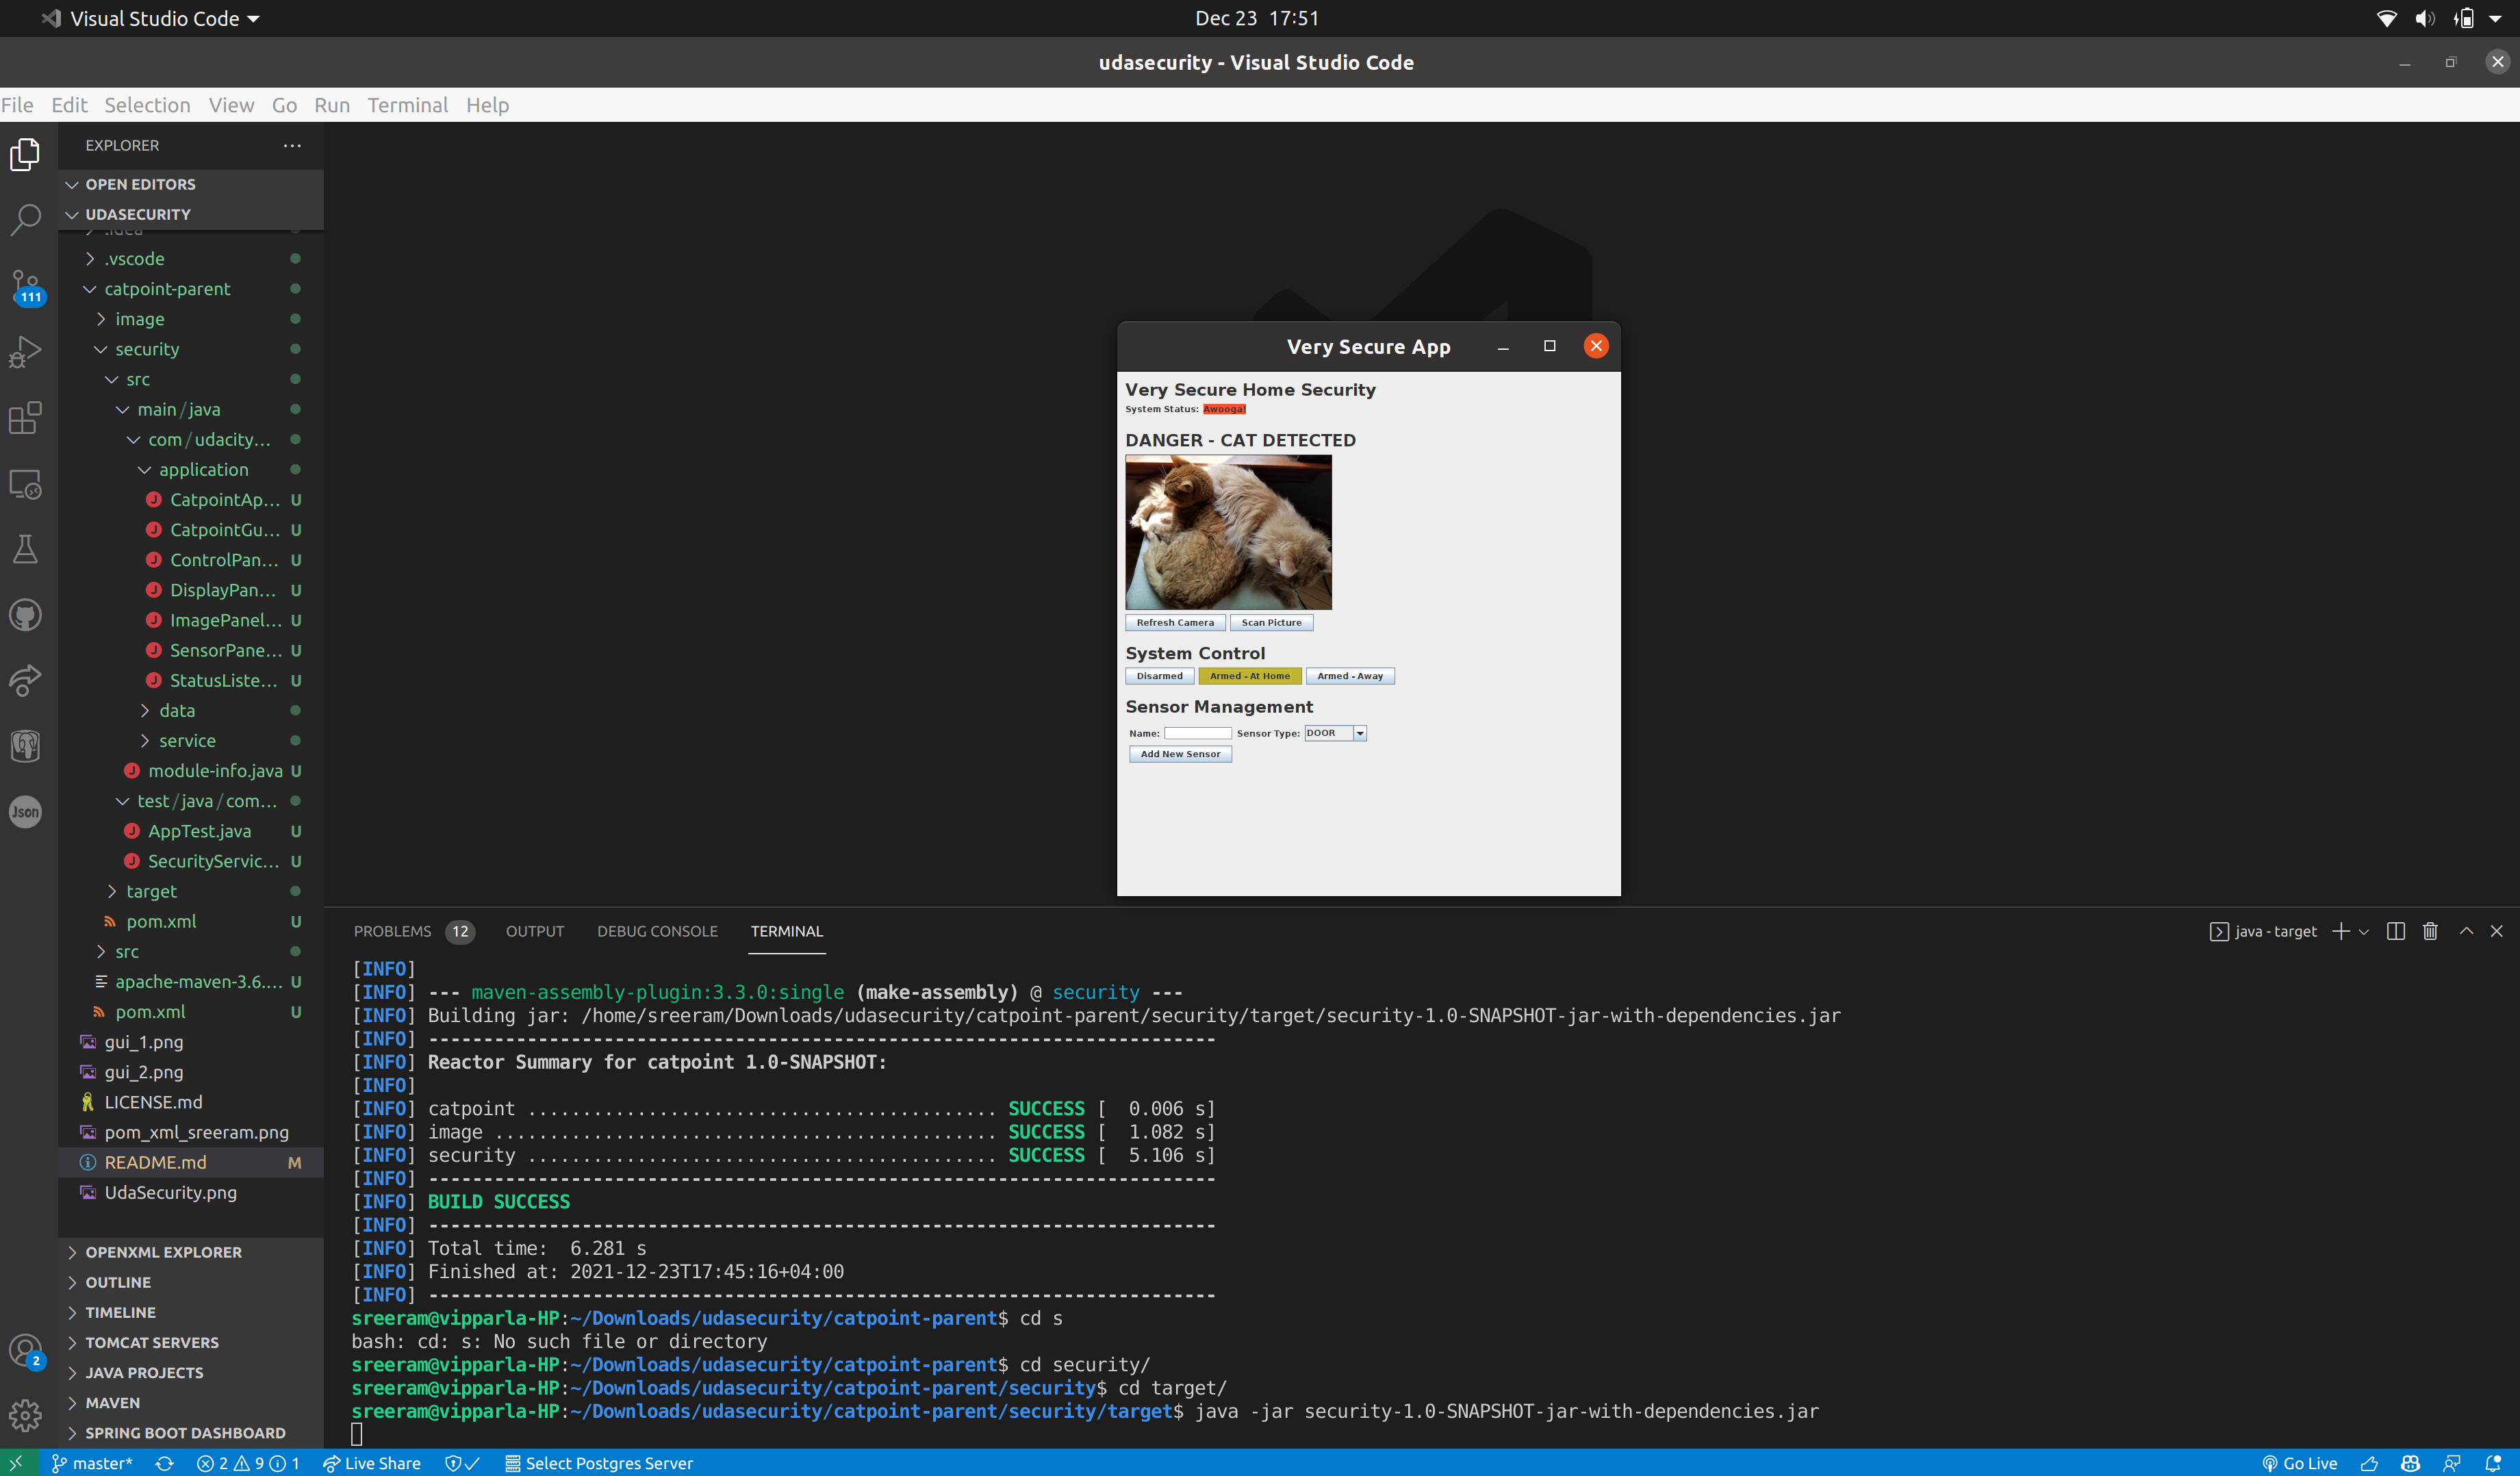 Visual Studio Code
Dec 23 17:51
udasecurity - Visual Studio Code
File Edit Selection View Go Run Terminal Help
EXPLORER
OPEN EDITORS
UDASECURITY
.idea
.vscode
catpoint-parent
image
security
src
main/java
com/udacity...
application
CatpointAp... U
CatpointGu... U
ControlPan... U
DisplayPan... U
ImagePanel... U
SensorPane... U
StatusListe... U
data
service
module-info.java U
test/java/com...
AppTest.java U
SecurityServic... U
target
pom.xml U
src
apache-maven-3.6.... U
pom.xml U
gui_1.png
gui_2.png
LICENSE.md
pom_xml_sreeram.png
README.md M
UdaSecurity.png
OPENXML EXPLORER
OUTLINE
TIMELINE
TOMCAT SERVERS
JAVA PROJECTS
MAVEN
SPRING BOOT DASHBOARD
111
Json
2
Very Secure App
Very Secure Home Security
System Status: Awooga!
DANGER - CAT DETECTED
Refresh Camera Scan Picture
System Control
Disarmed Armed - At Home Armed - Away
Sensor Management
Name: Sensor Type: DOOR
Add New Sensor
PROBLEMS 12 OUTPUT DEBUG CONSOLE TERMINAL
java - target
[INFO]
[INFO] --- maven-assembly-plugin:3.3.0:single (make-assembly) @ security ---
[INFO] Building jar: /home/sreeram/Downloads/udasecurity/catpoint-parent/security/target/security-1.0-SNAPSHOT-jar-with-dependencies.jar
[INFO] ------------------------------------------------------------------------
[INFO] Reactor Summary for catpoint 1.0-SNAPSHOT:
[INFO]
[INFO] catpoint ........................................... SUCCESS [  0.006 s]
[INFO] image .............................................. SUCCESS [  1.082 s]
[INFO] security ........................................... SUCCESS [  5.106 s]
[INFO] ------------------------------------------------------------------------
[INFO] BUILD SUCCESS
[INFO] ------------------------------------------------------------------------
[INFO] Total time:  6.281 s
[INFO] Finished at: 2021-12-23T17:45:16+04:00
[INFO] ------------------------------------------------------------------------
sreeram@vipparla-HP:~/Downloads/udasecurity/catpoint-parent$ cd s
bash: cd: s: No such file or directory
sreeram@vipparla-HP:~/Downloads/udasecurity/catpoint-parent$ cd security/
sreeram@vipparla-HP:~/Downloads/udasecurity/catpoint-parent/security$ cd target/
sreeram@vipparla-HP:~/Downloads/udasecurity/catpoint-parent/security/target$ java -jar security-1.0-SNAPSHOT-jar-with-dependencies.jar
master* 2 9 1 Live Share Select Postgres Server Go Live